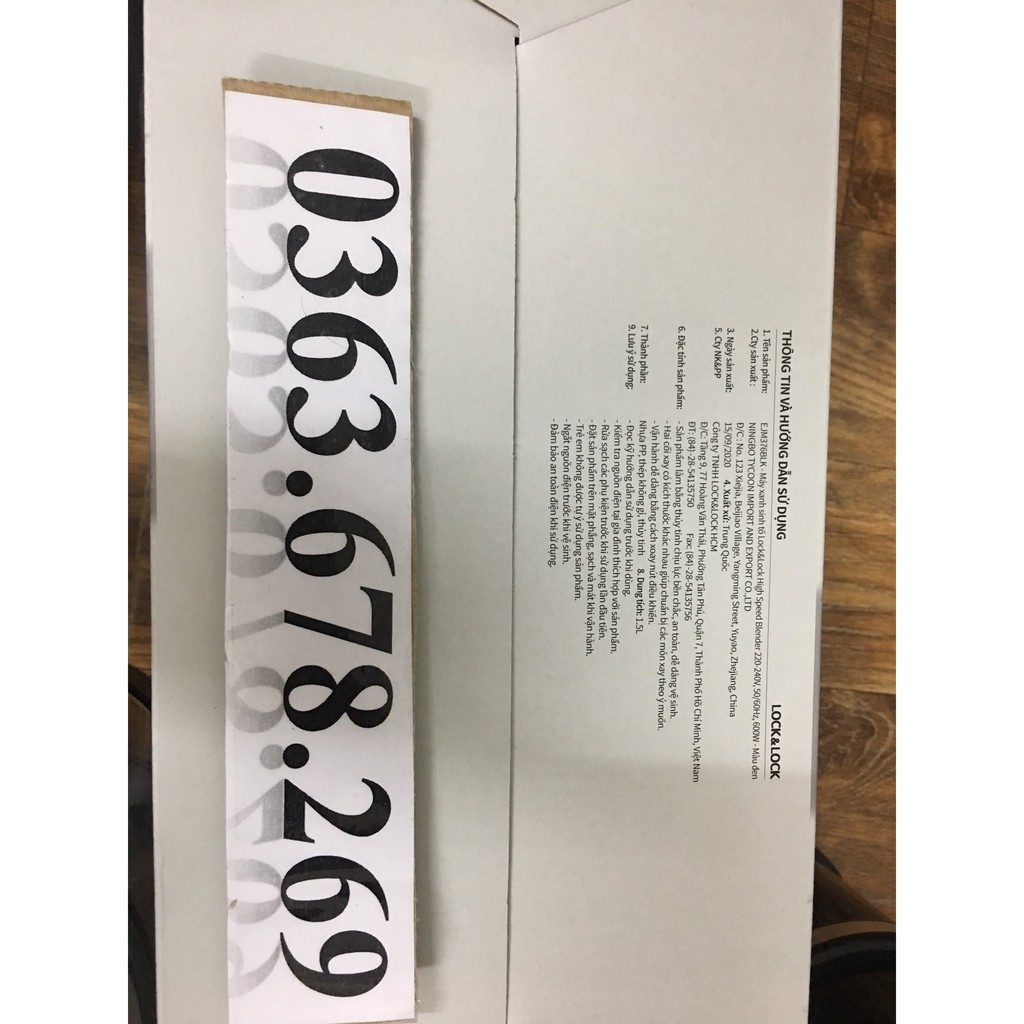 0363.678.269
LOCK&LOCK
THÔNG TIN VÀ HƯỚNG DẪN SỬ DỤNG
1. Tên sản phẩm: EJM376BLK - Máy xanh sinh tố Lock&Lock High Speed Blender 220-240V, 50/60Hz, 600W - Màu đen
2.Cty sản xuất : NINGBO TYCOON IMPORT AND EXPORT CO.,LTD
Đ/C : No. 123 Xiejia, Beijiao Village, Yangming Street, Yuyao, Zhejiang, China
3. Ngày sản xuất: 15/09/2020 4. Xuất xứ: Trung Quốc
5. Cty NK&PP Công ty TNHH LOCK&LOCK HCM
Đ/C: Tầng 9, 77 Hoàng Văn Thái, Phường Tân Phú, Quận 7, Thành Phố Hồ Chí Minh, Việt Nam
ĐT: (84)-28-54135750 Fax: (84)-28-54135756
6. Đặc tính sản phẩm: - Sản phẩm làm bằng thủy tinh chịu lực bền chắc, an toàn, dễ dàng vệ sinh.
- Hai cối xay có kích thước khác nhau giúp chuẩn bị các món xay theo ý muốn.
- Vận hành dễ dàng bằng cách xoay nút điều khiển.
7. Thành phần: Nhựa PP, thép không gỉ, thủy tinh 8. Dung tích: 1.5L
9. Lưu ý sử dụng: - Đọc kỹ hướng dẫn sử dụng trước khi dùng.
- Kiểm tra nguồn điện tại gia đình thích hợp với sản phẩm.
- Rửa sạch các phụ kiện trước khi sử dụng lần đầu tiên.
- Đặt sản phẩm trên mặt phẳng, sạch và mát khi vận hành.
- Trẻ em không được tự ý sử dụng sản phẩm.
- Ngắt nguồn điện trước khi vệ sinh.
- Đảm bảo an toàn điện khi sử dụng.